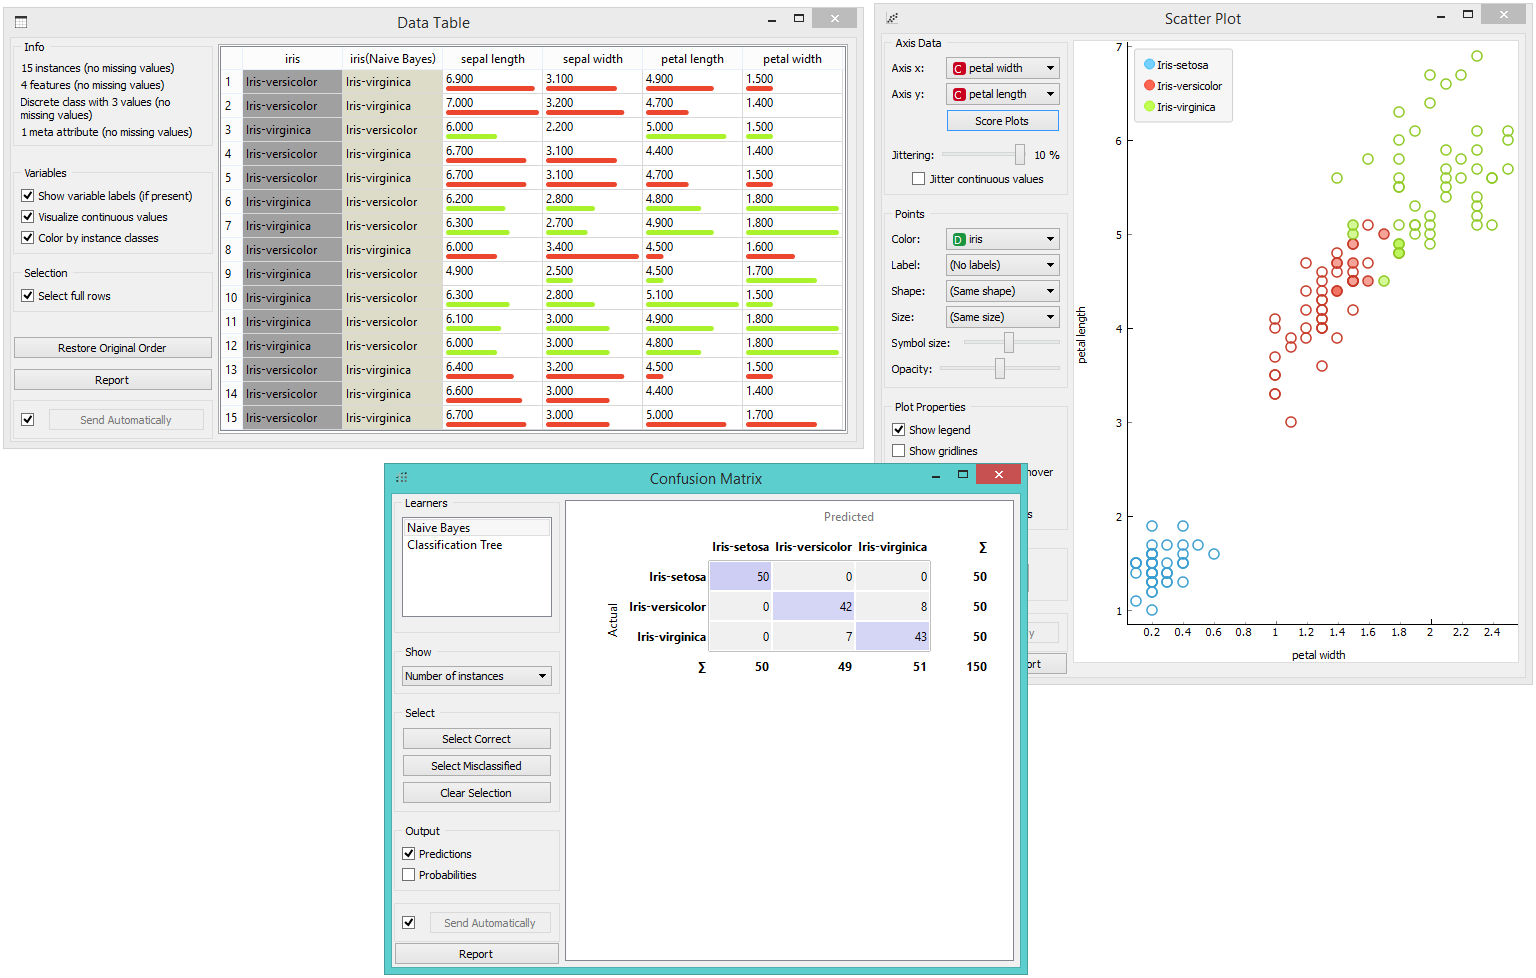 Data Table
Info
15 instances (no missing values)
4 features (no missing values)
Discrete class with 3 values (no
missing values)
1 meta attribute (no missing values)
Variables
Show variable labels (if present)
Visualize continuous values
Color by instance classes
Selection
Select full rows
Restore Original Order
Report
Send Automatically
iris iris(Naive Bayes) sepal length sepal width petal length petal width
1 Iris-versicolor Iris-virginica 6.900 3.100 4.900 1.500
2 Iris-versicolor Iris-virginica 7.000 3.200 4.700 1.400
3 Iris-virginica Iris-versicolor 6.000 2.200 5.000 1.500
4 Iris-versicolor Iris-virginica 6.700 3.100 4.400 1.400
5 Iris-versicolor Iris-virginica 6.700 3.100 4.700 1.500
6 Iris-virginica Iris-versicolor 6.200 2.800 4.800 1.800
7 Iris-virginica Iris-versicolor 6.300 2.700 4.900 1.800
8 Iris-versicolor Iris-virginica 6.000 3.400 4.500 1.600
9 Iris-virginica Iris-versicolor 4.900 2.500 4.500 1.700
10 Iris-virginica Iris-versicolor 6.300 2.800 5.100 1.500
11 Iris-virginica Iris-versicolor 6.100 3.000 4.900 1.800
12 Iris-virginica Iris-versicolor 6.000 3.000 4.800 1.800
13 Iris-versicolor Iris-virginica 6.400 3.200 4.500 1.500
14 Iris-versicolor Iris-virginica 6.600 3.000 4.400 1.400
15 Iris-versicolor Iris-virginica 6.700 3.000 5.000 1.700
Scatter Plot
Axis Data
Axis x: C petal width
Axis y: C petal length
Score Plots
Jittering: 10 %
Jitter continuous values
Points
Color: D iris
Label: (No labels)
Shape: (Same shape)
Size: (Same size)
Symbol size:
Opacity:
Plot Properties
Show legend
Show gridlines
nover
s
y
ort
Iris-setosa
Iris-versicolor
Iris-virginica
7
6
5
4
3
2
1
petal length
0.2 0.4 0.6 0.8 1 1.2 1.4 1.6 1.8 2 2.2 2.4
petal width
Confusion Matrix
Learners
Naive Bayes
Classification Tree
Show
Number of instances
Select
Select Correct
Select Misclassified
Clear Selection
Output
Predictions
Probabilities
Send Automatically
Report
Predicted
Iris-setosa Iris-versicolor Iris-virginica Σ
Actual
Iris-setosa 50 0 0 50
Iris-versicolor 0 42 8 50
Iris-virginica 0 7 43 50
Σ 50 49 51 150